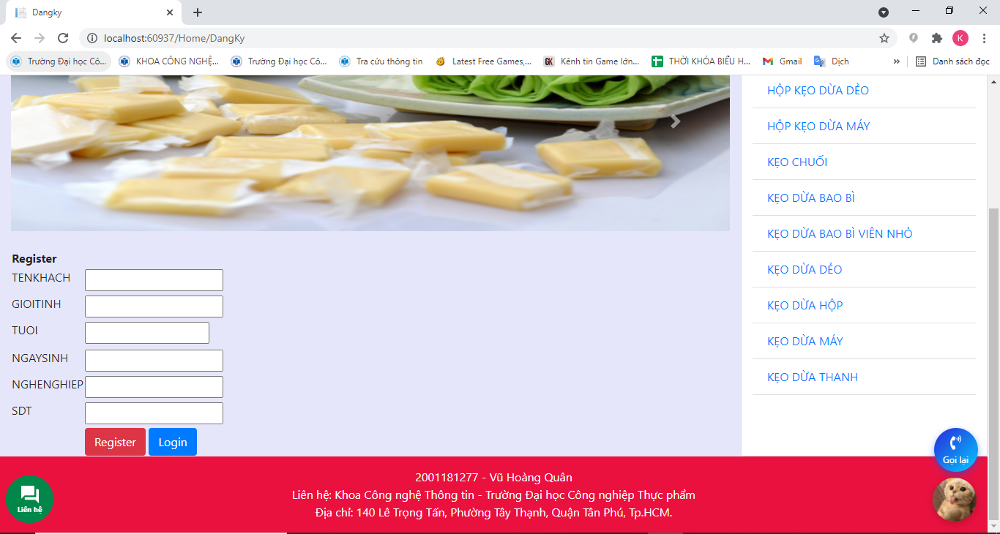 Dangky
localhost:60937/Home/DangKy
K
Trường Đại học Cô...
KHOA CÔNG NGHỆ...
Trường Đại học Cô...
Tra cứu thông tin
Latest Free Games,...
GK
Kênh tin Game lớn...
THỜI KHÓA BIỂU H...
Gmail
Dịch
»
Danh sách đọc
HỘP KẸO DỪA DẺO
HỘP KẸO DỪA MÁY
KẸO CHUỐI
KẸO DỪA BAO BÌ
KẸO DỪA BAO BÌ VIÊN NHỎ
KẸO DỪA DẺO
KẸO DỪA HỘP
KẸO DỪA MÁY
KẸO DỪA THANH
Register
TENKHACH
GIOITINH
TUOI
NGAYSINH
NGHENGHIEP
SDT
Register
Login
Gọi lại
Liên hệ
2001181277 - Vũ Hoàng Quân
Liên hệ: Khoa Công nghệ Thông tin - Trường Đại học Công nghiệp Thực phẩm
Địa chỉ: 140 Lê Trọng Tấn, Phường Tây Thạnh, Quận Tân Phú, Tp.HCM.